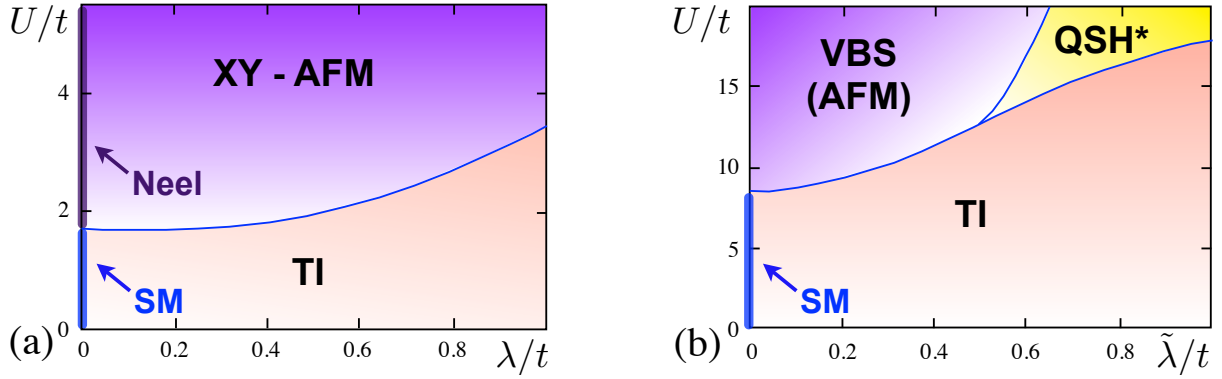 U/t
4
2
0
XY - AFM
Neel
TI
SM
(a)
0
0.2
0.4
0.6
0.8
λ/t
U/t
15
10
5
0
VBS
(AFM)
QSH*
TI
SM
(b)
0
0.2
0.4
0.6
0.8
λ̃/t